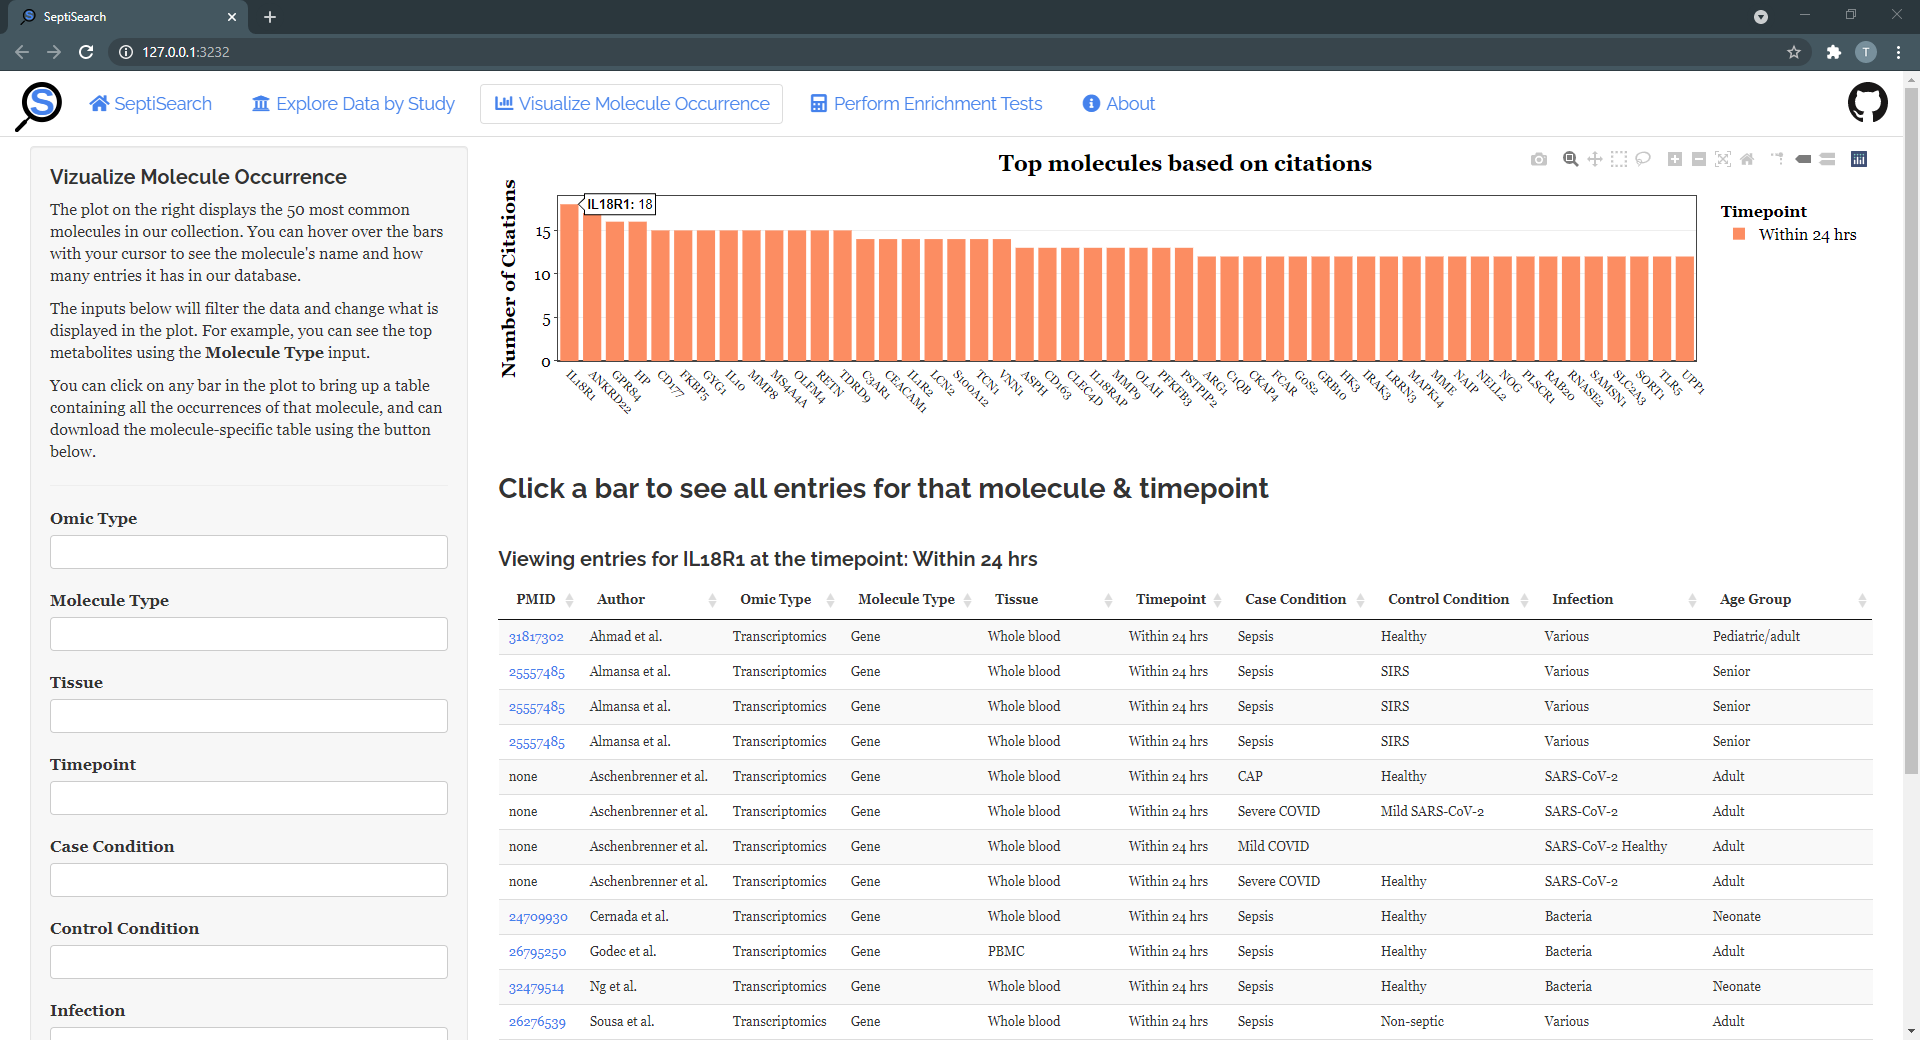 SeptiSearch
127.0.0.1:3232
T
S
SeptiSearch
Explore Data by Study
Visualize Molecule Occurrence
Perform Enrichment Tests
About
Vizualize Molecule Occurrence
The plot on the right displays the 50 most common
molecules in our collection. You can hover over the bars
with your cursor to see the molecule's name and how
many entries it has in our database.
The inputs below will filter the data and change what is
displayed in the plot. For example, you can see the top
metabolites using the Molecule Type input.
You can click on any bar in the plot to bring up a table
containing all the occurrences of that molecule, and can
download the molecule-specific table using the button
below.
Omic Type
Molecule Type
Tissue
Timepoint
Case Condition
Control Condition
Infection
Top molecules based on citations
Number of Citations
15
10
5
0
IL18R1: 18
IL18R1 ANKRD22 GPR84 HP CD177 FKBP5 GYG1 IL10 MMP8 MS4A4A OLFM4 RETN TDRD9 C3AR1 CEACAM1 IL1R2 LCN2 S100A12 TCN1 VNN1 ASPH CD163 CLEC4D IL18RAP MMP9 OLAH PFKFB3 PSTPIP2 ARG1 C1QB CKAP4 FCAR G0S2 GRB10 HK3 IRAK3 LRRN3 MAPK14 MME NAIP NELL2 NOG PLSCR1 RAB20 RNASE2 SAMSN1 SLC2A3 SORT1 TLR5 UPP1
Timepoint
Within 24 hrs
Click a bar to see all entries for that molecule & timepoint
Viewing entries for IL18R1 at the timepoint: Within 24 hrs
PMID Author Omic Type Molecule Type Tissue Timepoint Case Condition Control Condition Infection Age Group
31817302 Ahmad et al. Transcriptomics Gene Whole blood Within 24 hrs Sepsis Healthy Various Pediatric/adult
25557485 Almansa et al. Transcriptomics Gene Whole blood Within 24 hrs Sepsis SIRS Various Senior
25557485 Almansa et al. Transcriptomics Gene Whole blood Within 24 hrs Sepsis SIRS Various Senior
25557485 Almansa et al. Transcriptomics Gene Whole blood Within 24 hrs Sepsis SIRS Various Senior
none Aschenbrenner et al. Transcriptomics Gene Whole blood Within 24 hrs CAP Healthy SARS-CoV-2 Adult
none Aschenbrenner et al. Transcriptomics Gene Whole blood Within 24 hrs Severe COVID Mild SARS-CoV-2 SARS-CoV-2 Adult
none Aschenbrenner et al. Transcriptomics Gene Whole blood Within 24 hrs Mild COVID SARS-CoV-2 Healthy Adult
none Aschenbrenner et al. Transcriptomics Gene Whole blood Within 24 hrs Severe COVID Healthy SARS-CoV-2 Adult
24709930 Cernada et al. Transcriptomics Gene Whole blood Within 24 hrs Sepsis Healthy Bacteria Neonate
26795250 Godec et al. Transcriptomics Gene PBMC Within 24 hrs Sepsis Healthy Bacteria Adult
32479514 Ng et al. Transcriptomics Gene Whole blood Within 24 hrs Sepsis Healthy Bacteria Neonate
26276539 Sousa et al. Transcriptomics Gene Whole blood Within 24 hrs Sepsis Non-septic Various Adult